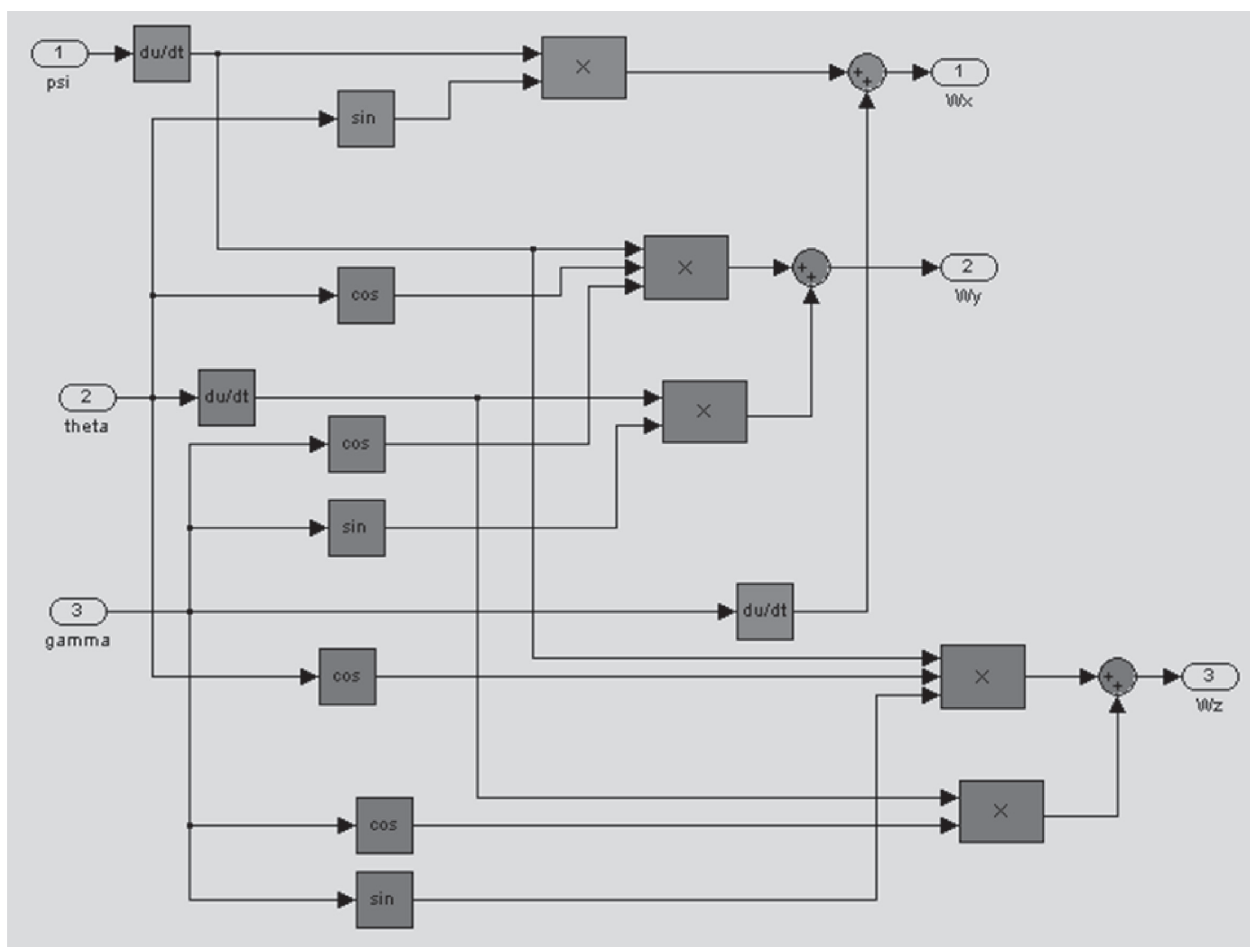 1
psi
du/dt
×
1
Wx
sin
×
2
Wy
cos
2
theta
du/dt
×
cos
sin
3
gamma
du/dt
cos
×
3
Wz
cos
×
sin